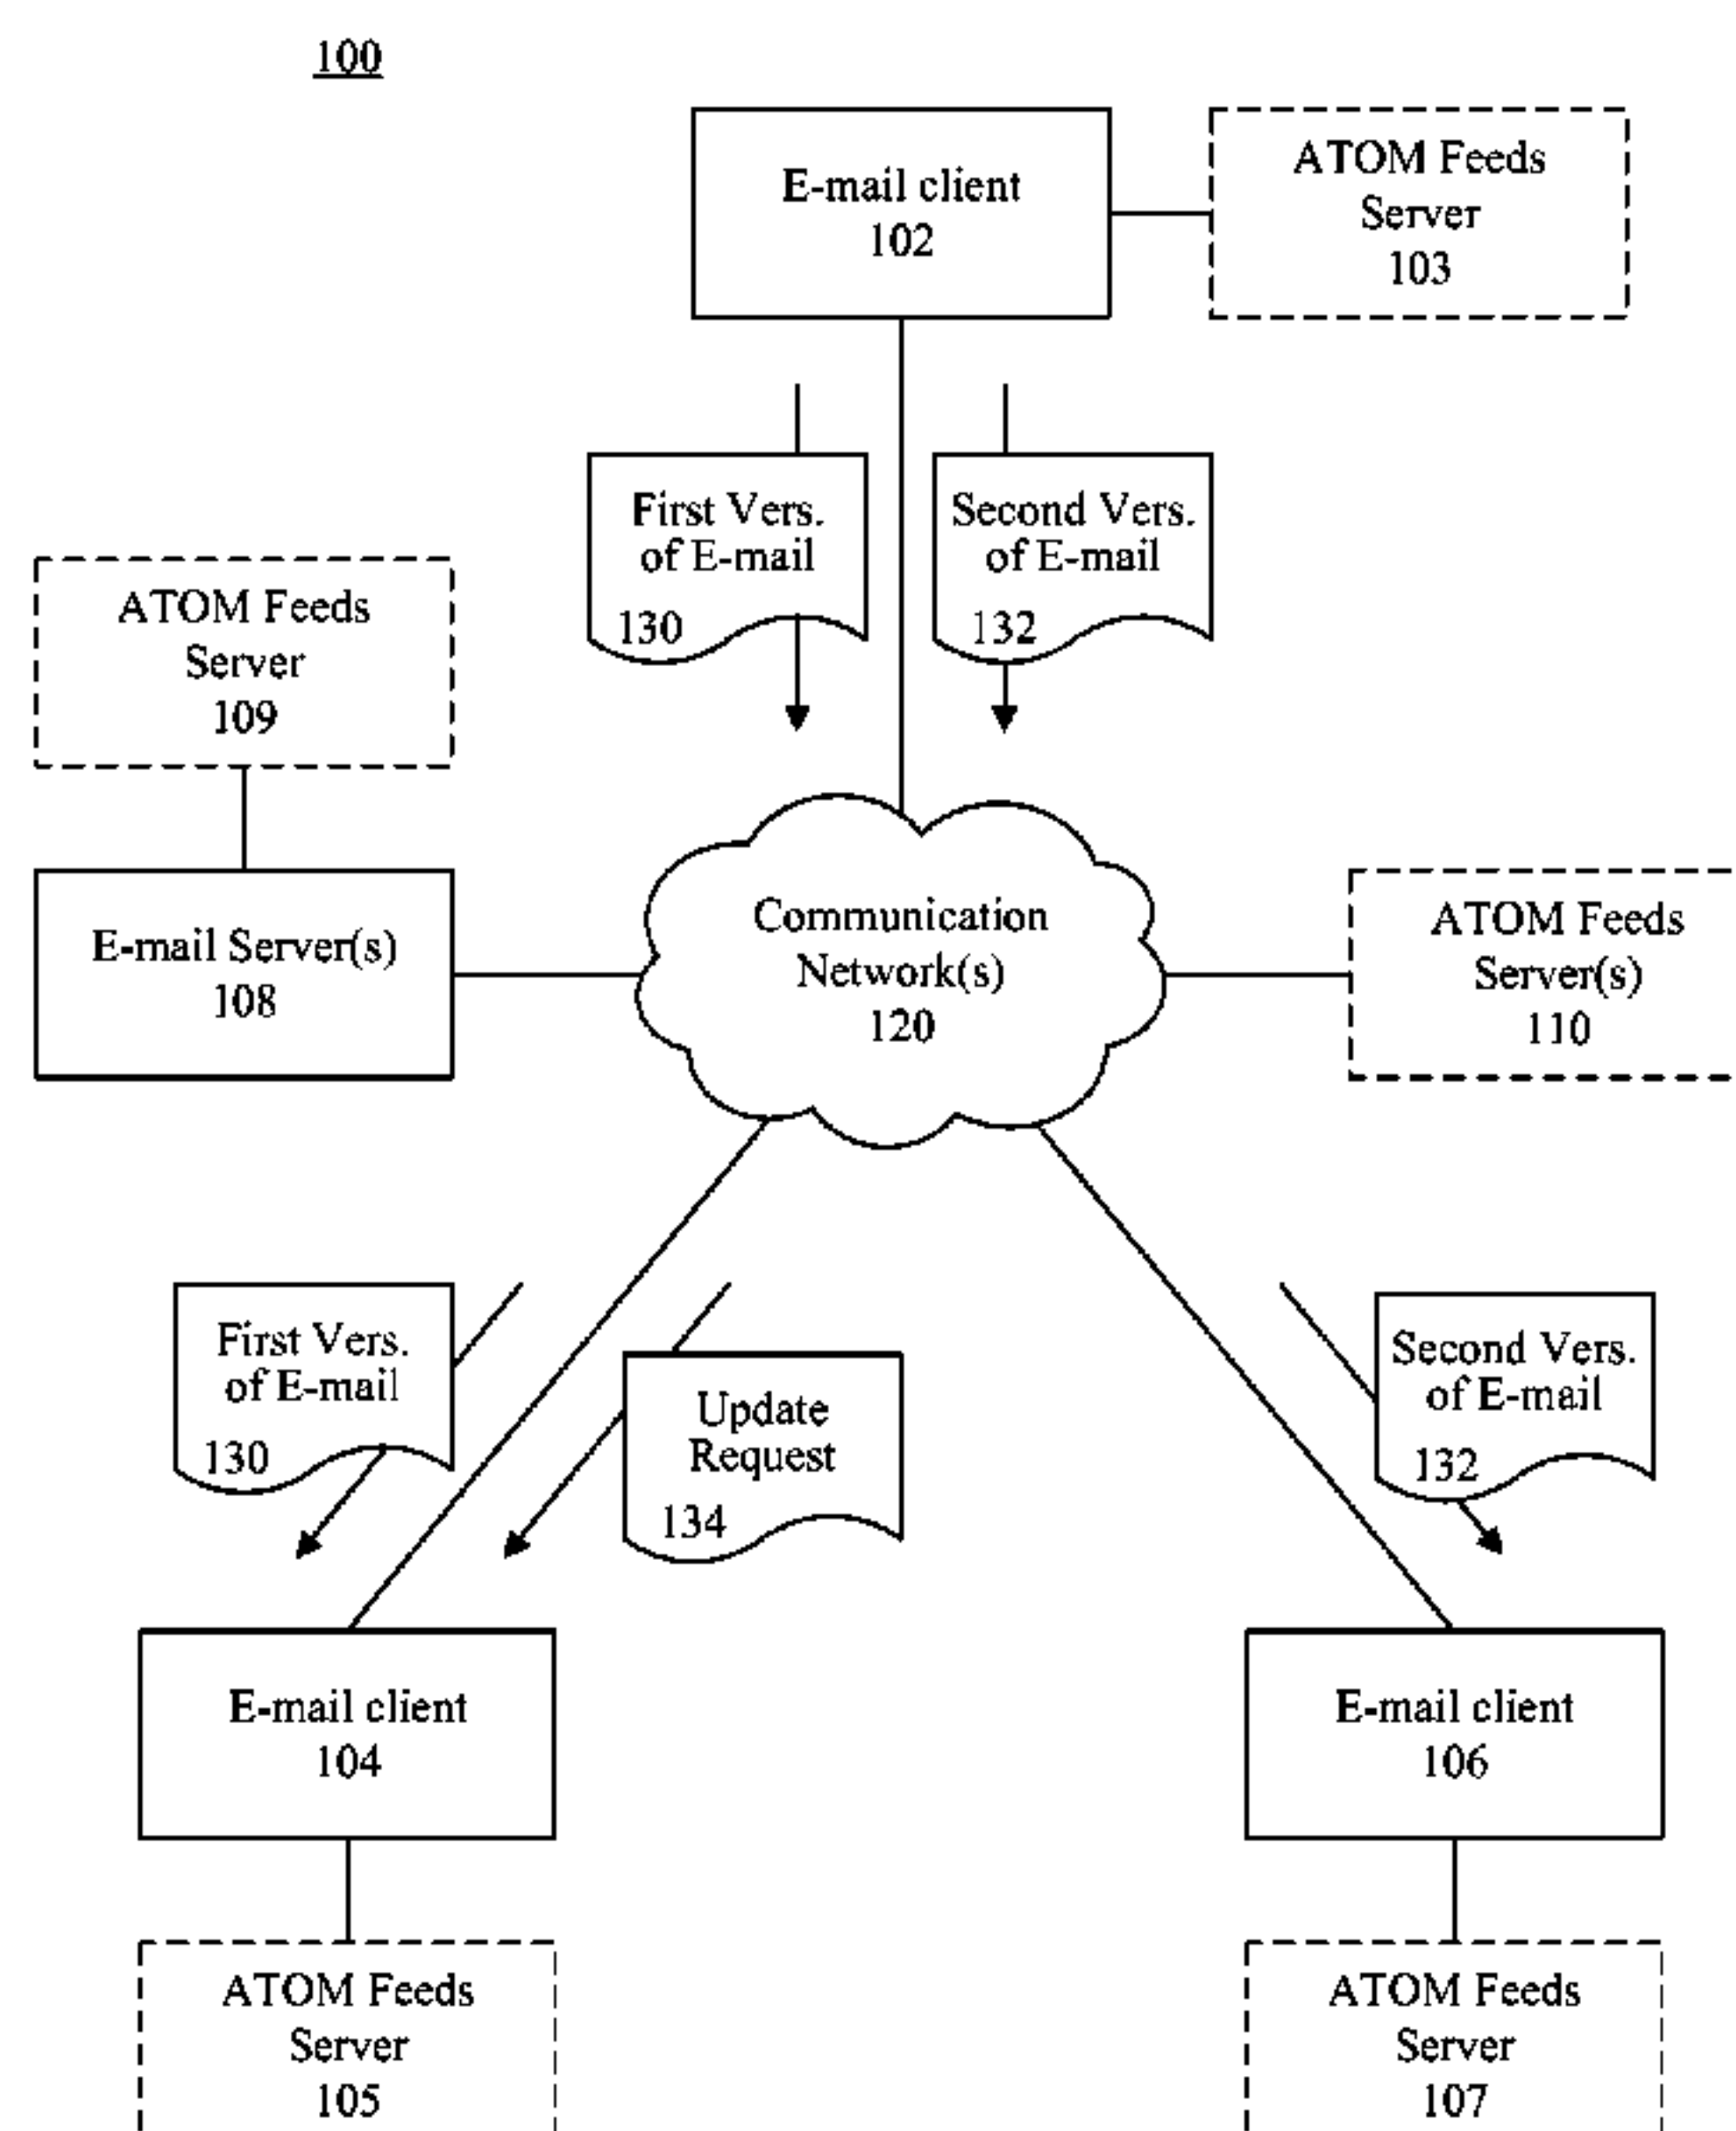 100
E-mail client
102
ATOM Feeds
Server
103
First Vers.
of E-mail
130
Second Vers.
of E-mail
132
ATOM Feeds
Server
109
E-mail Server(s)
108
Communication
Network(s)
120
ATOM Feeds
Server(s)
110
First Vers.
of E-mail
130
Update
Request
134
Second Vers.
of E-mail
132
E-mail client
104
E-mail client
106
ATOM Feeds
Server
105
ATOM Feeds
Server
107